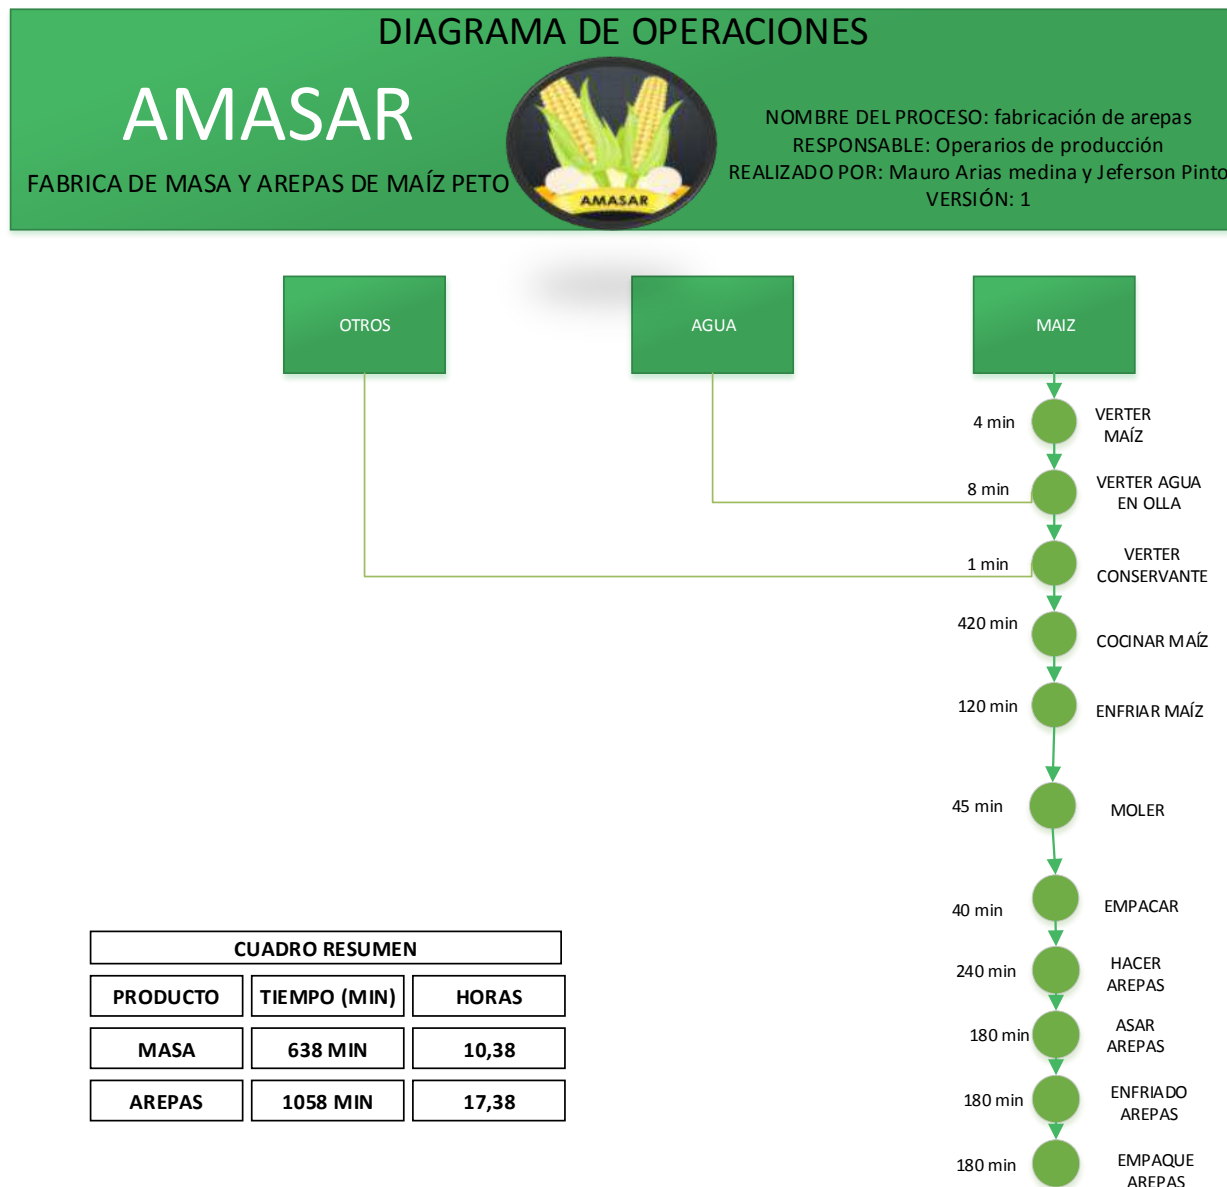 DIAGRAMA DE OPERACIONES
AMASAR
FABRICA DE MASA Y AREPAS DE MAÍZ PETO
AMASAR
NOMBRE DEL PROCESO: fabricación de arepas
RESPONSABLE: Operarios de producción
REALIZADO POR: Mauro Arias medina y Jeferson Pinto
VERSIÓN: 1
OTROS
AGUA
MAIZ
4 min
VERTER
MAÍZ
8 min
VERTER AGUA
EN OLLA
1 min
VERTER
CONSERVANTE
420 min
COCINAR MAÍZ
120 min
ENFRIAR MAÍZ
45 min
MOLER
40 min
EMPACAR
240 min
HACER
AREPAS
180 min
ASAR
AREPAS
180 min
ENFRIADO
AREPAS
180 min
EMPAQUE
AREPAS
CUADRO RESUMEN
PRODUCTO TIEMPO (MIN) HORAS
MASA 638 MIN 10,38
AREPAS 1058 MIN 17,38